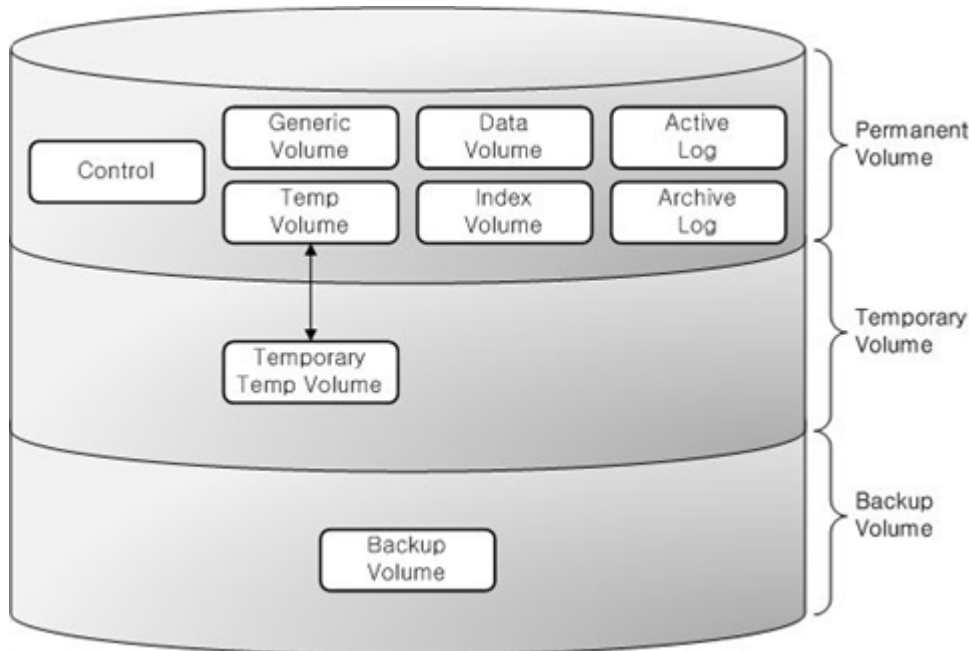 Generic
Volume
Data
Volume
Active
Log
Permanent
Volume
Control
Temp
Volume
Index
Volume
Archive
Log
Temporary
Volume
Temporary
Temp Volume
Backup
Volume
Backup
Volume